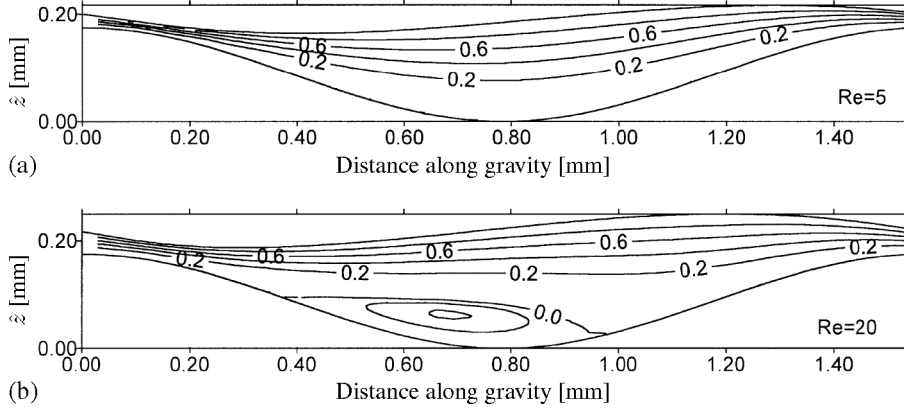 0.20
0.6 0.6 0.2
0.2 0.2 0.2
ẑ [mm]
Re=5
0.00
0.00 0.20 0.40 0.60 0.80 1.00 1.20 1.40
(a) Distance along gravity [mm]
0.20
0.6 0.6 0.6 0.2
0.2 0.2 0.2 0.2
ẑ [mm]
0.0
Re=20
0.00
0.00 0.20 0.40 0.60 0.80 1.00 1.20 1.40
(b) Distance along gravity [mm]